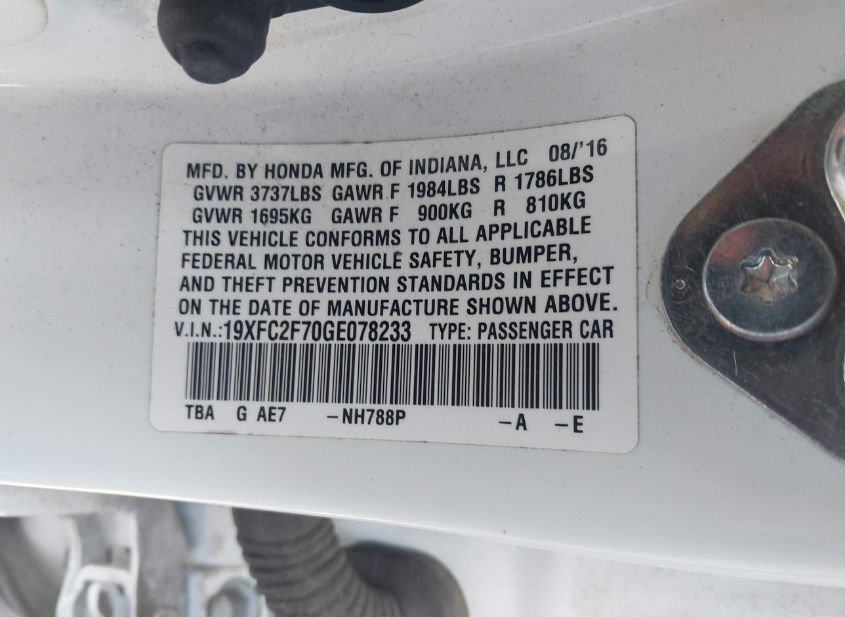 MFD. BY HONDA MFG. OF INDIANA, LLC 08/'16
GVWR 3737LBS GAWR F 1984LBS R 1786LBS
GVWR 1695KG GAWR F 900KG R 810KG
THIS VEHICLE CONFORMS TO ALL APPLICABLE
FEDERAL MOTOR VEHICLE SAFETY, BUMPER,
AND THEFT PREVENTION STANDARDS IN EFFECT
ON THE DATE OF MANUFACTURE SHOWN ABOVE.
V.I.N.:19XFC2F70GE078233 TYPE: PASSENGER CAR
TBA G AE7 –NH788P –A –E